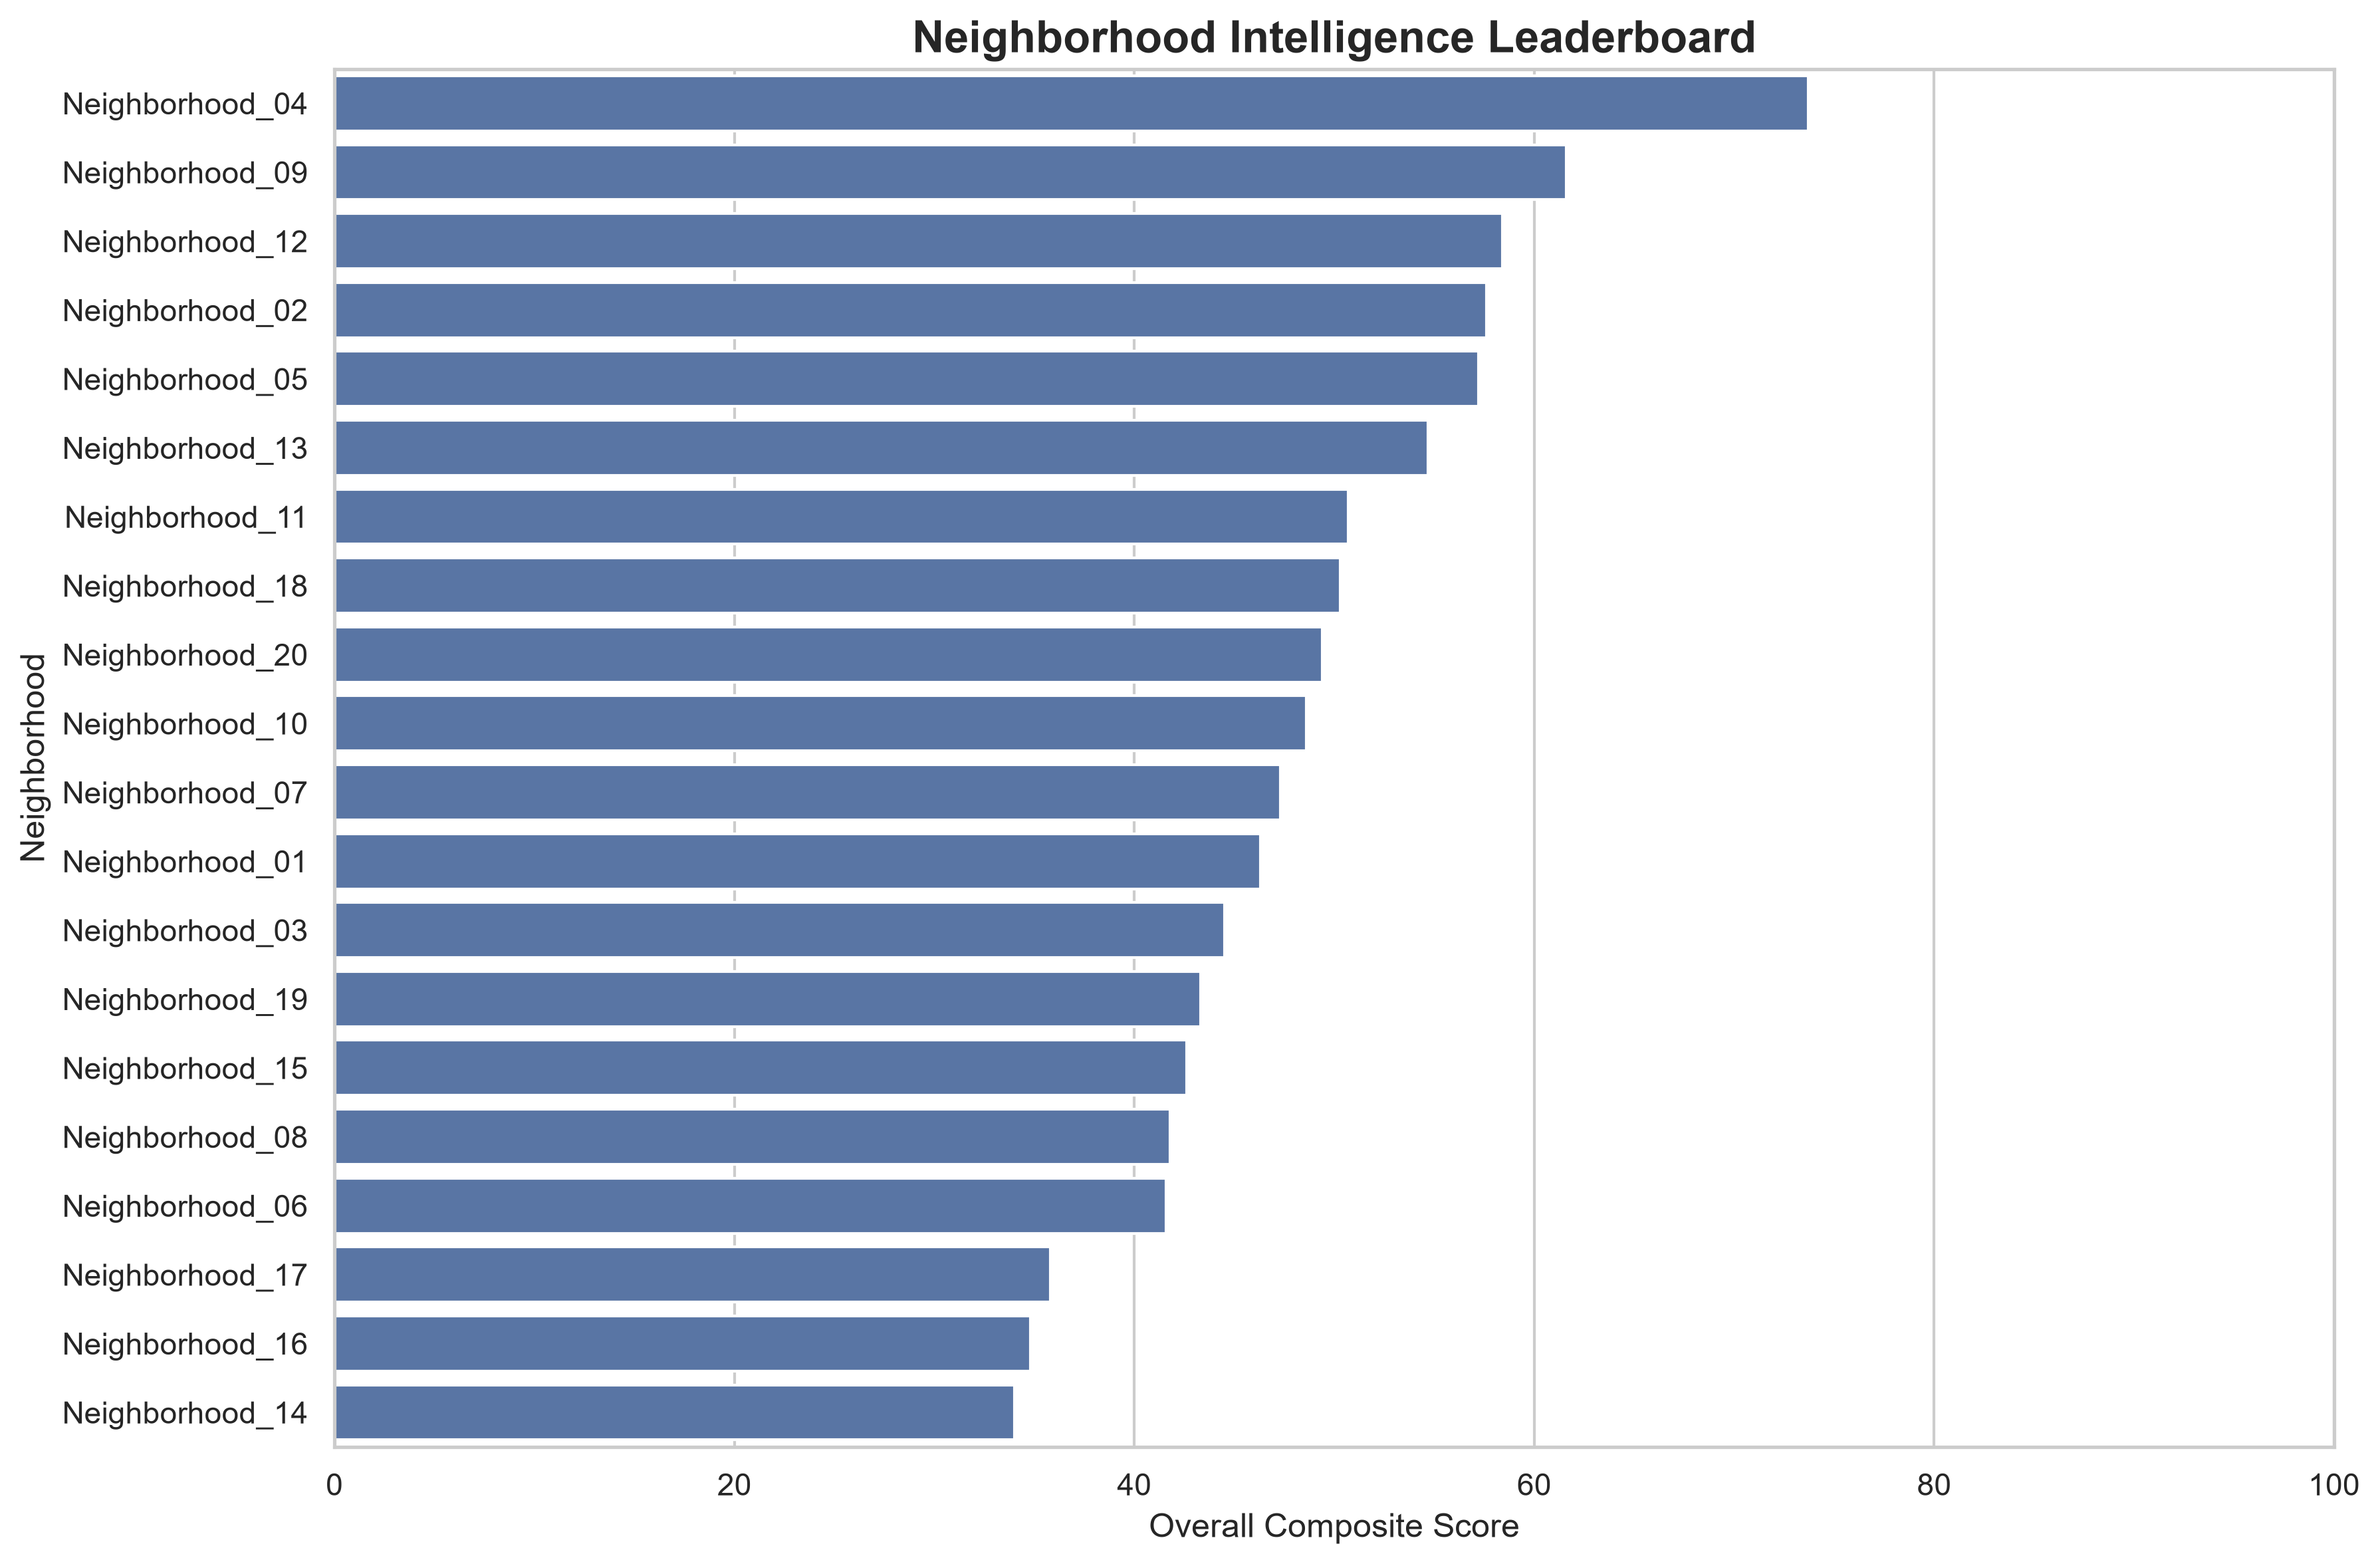 Neighborhood Intelligence Leaderboard
Neighborhood
Neighborhood_04
Neighborhood_09
Neighborhood_12
Neighborhood_02
Neighborhood_05
Neighborhood_13
Neighborhood_11
Neighborhood_18
Neighborhood_20
Neighborhood_10
Neighborhood_07
Neighborhood_01
Neighborhood_03
Neighborhood_19
Neighborhood_15
Neighborhood_08
Neighborhood_06
Neighborhood_17
Neighborhood_16
Neighborhood_14
0 20 40 60 80 100
Overall Composite Score